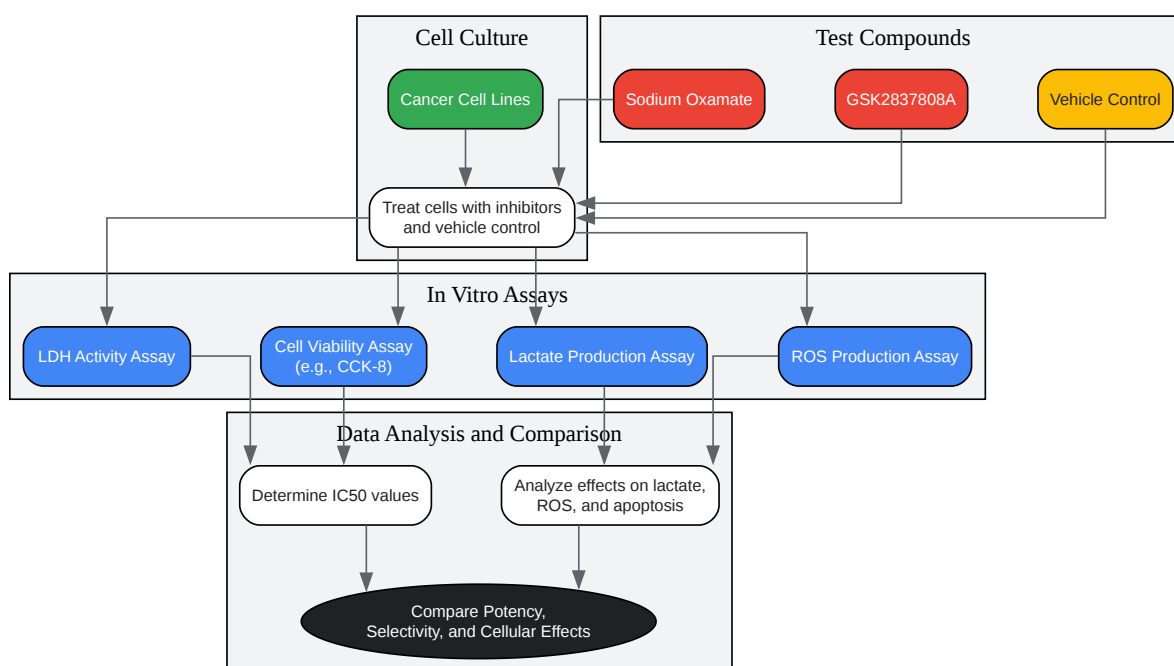 Cell Culture
Test Compounds
Cancer Cell Lines
Sodium Oxamate
GSK2837808A
Vehicle Control
Treat cells with inhibitors
and vehicle control
In Vitro Assays
LDH Activity Assay
Cell Viability Assay
(e.g., CCK-8)
Lactate Production Assay
ROS Production Assay
Data Analysis and Comparison
Determine IC50 values
Analyze effects on lactate,
ROS, and apoptosis
Compare Potency,
Selectivity, and Cellular Effects